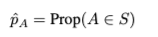 p̂_A = Prop(A ∈ S)